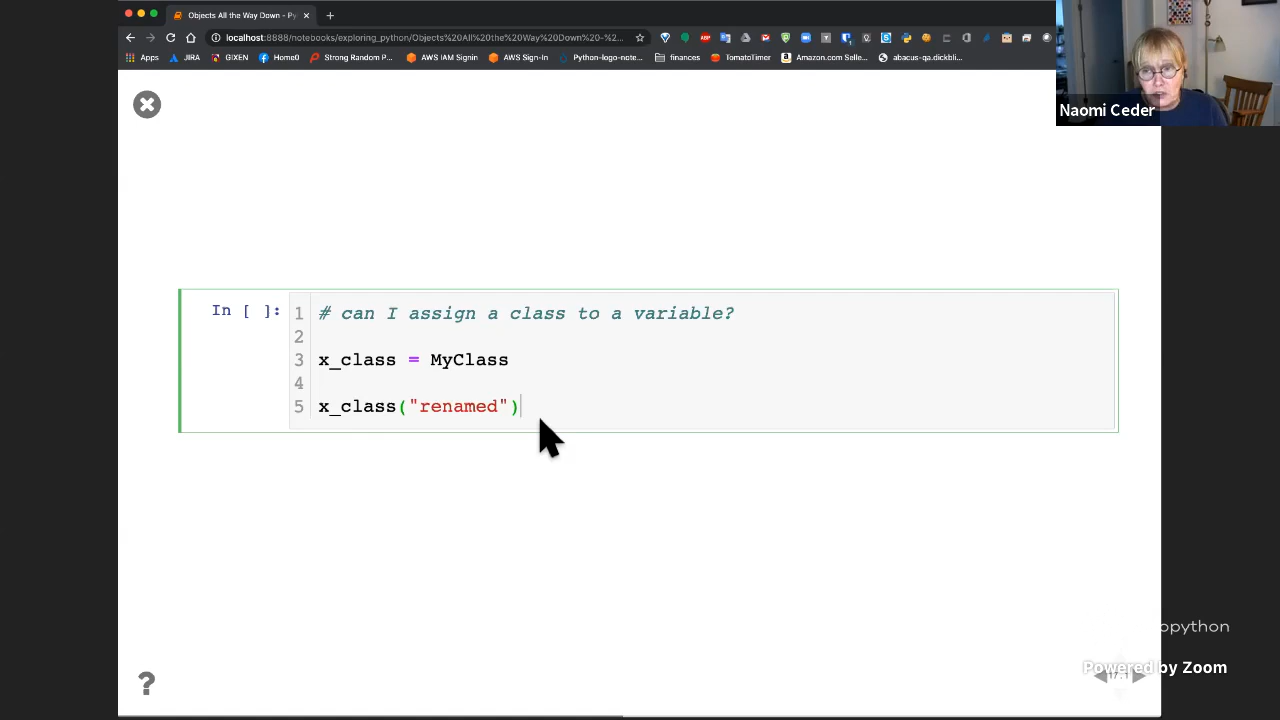 Objects All the Way Down - Py
localhost:8888/notebooks/exploring_python/Objects%20All%20the%20Way%20Down%20-%2...
Apps JIRA GIXEN Home0 Strong Random P... AWS IAM Signin AWS Sign-In Python-logo-note... finances TomatoTimer Amazon.com Selle... abacus-qa.dickbli...
Naomi Ceder
In [ ]:
1 # can I assign a class to a variable?
2
3 x_class = MyClass
4
5 x_class("renamed")
opython
Powered by Zoom
17.1
?